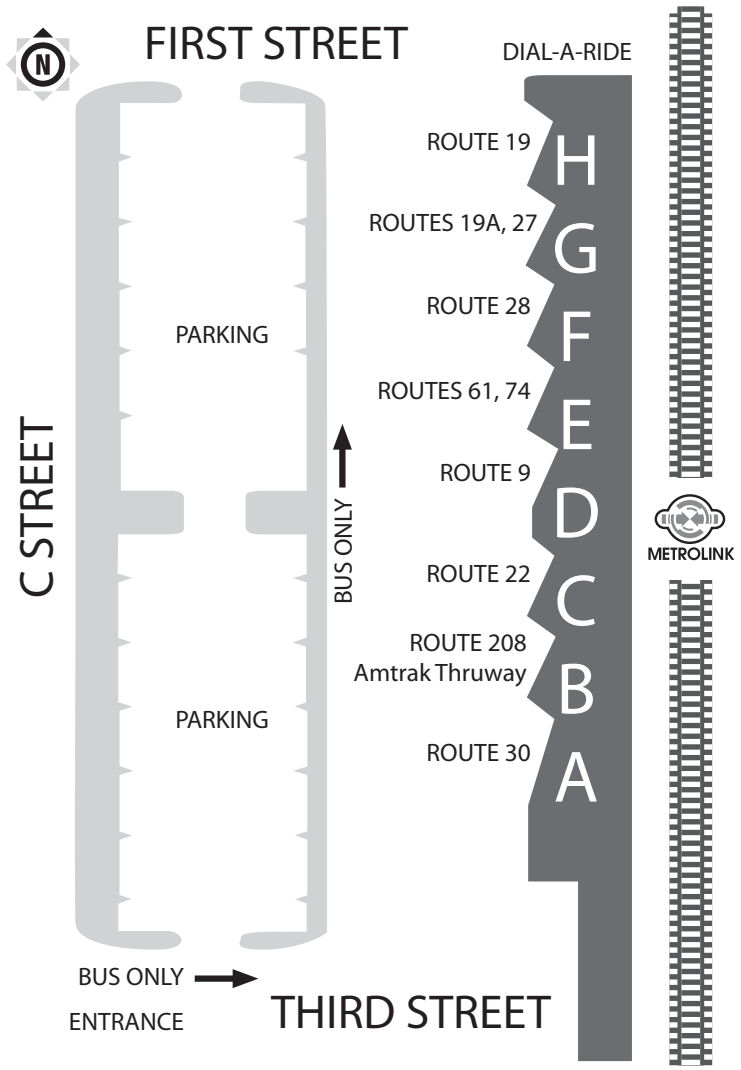 FIRST STREET
N
DIAL-A-RIDE
ROUTE 19
H
ROUTES 19A, 27
G
ROUTE 28
F
PARKING
ROUTES 61, 74
E
C STREET
ROUTE 9
D
BUS ONLY
METROLINK
ROUTE 22
C
ROUTE 208
Amtrak Thruway
B
PARKING
ROUTE 30
A
BUS ONLY
ENTRANCE
THIRD STREET